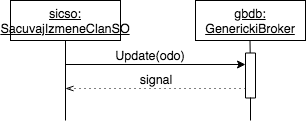 sicso:
SacuvajIzmeneClanSO
gbdb:
GenerickiBroker
Update(odo)
signal